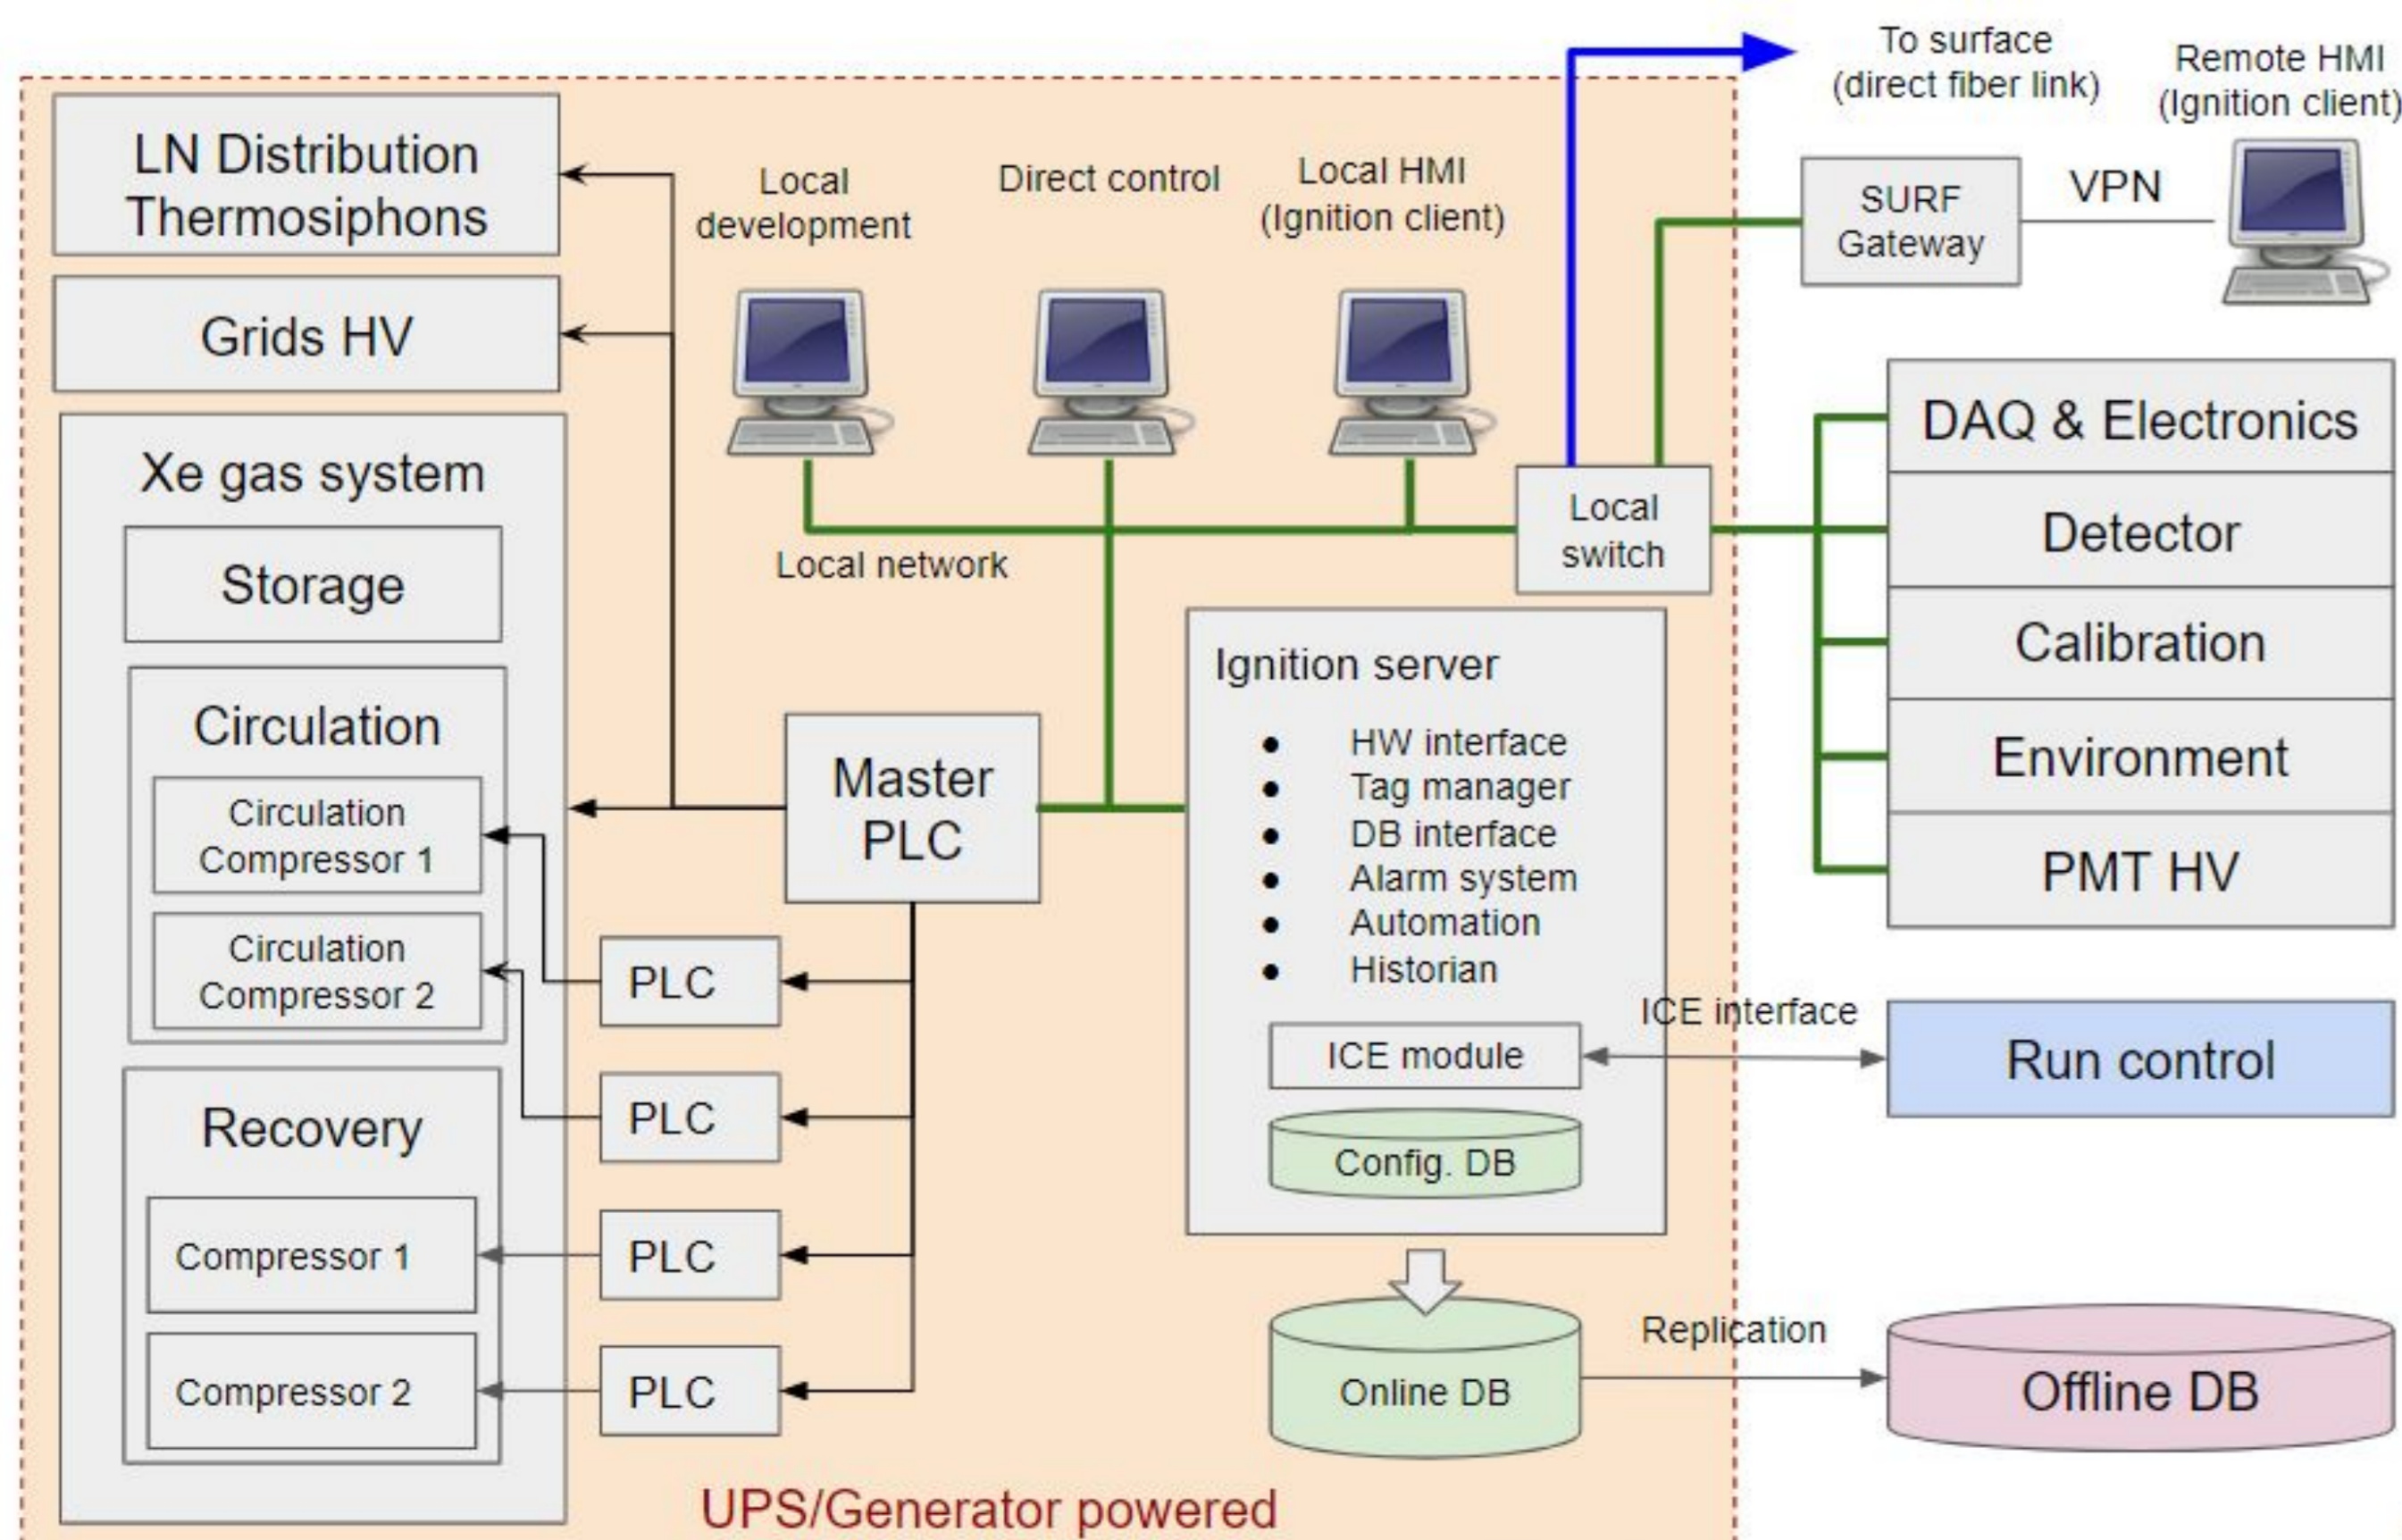 To surface
(direct fiber link)
Remote HMI
(Ignition client)
LN Distribution
Thermosiphons
Local
development
Direct control
Local HMI
(Ignition client)
SURF
Gateway
VPN
Grids HV
Xe gas system
Storage
Circulation
Circulation
Compressor 1
Circulation
Compressor 2
Recovery
Compressor 1
Compressor 2
Local network
Local
switch
Master
PLC
PLC
PLC
PLC
PLC
Ignition server
● HW interface
● Tag manager
● DB interface
● Alarm system
● Automation
● Historian
ICE module
Config. DB
Online DB
DAQ & Electronics
Detector
Calibration
Environment
PMT HV
ICE interface
Run control
Replication
Offline DB
UPS/Generator powered